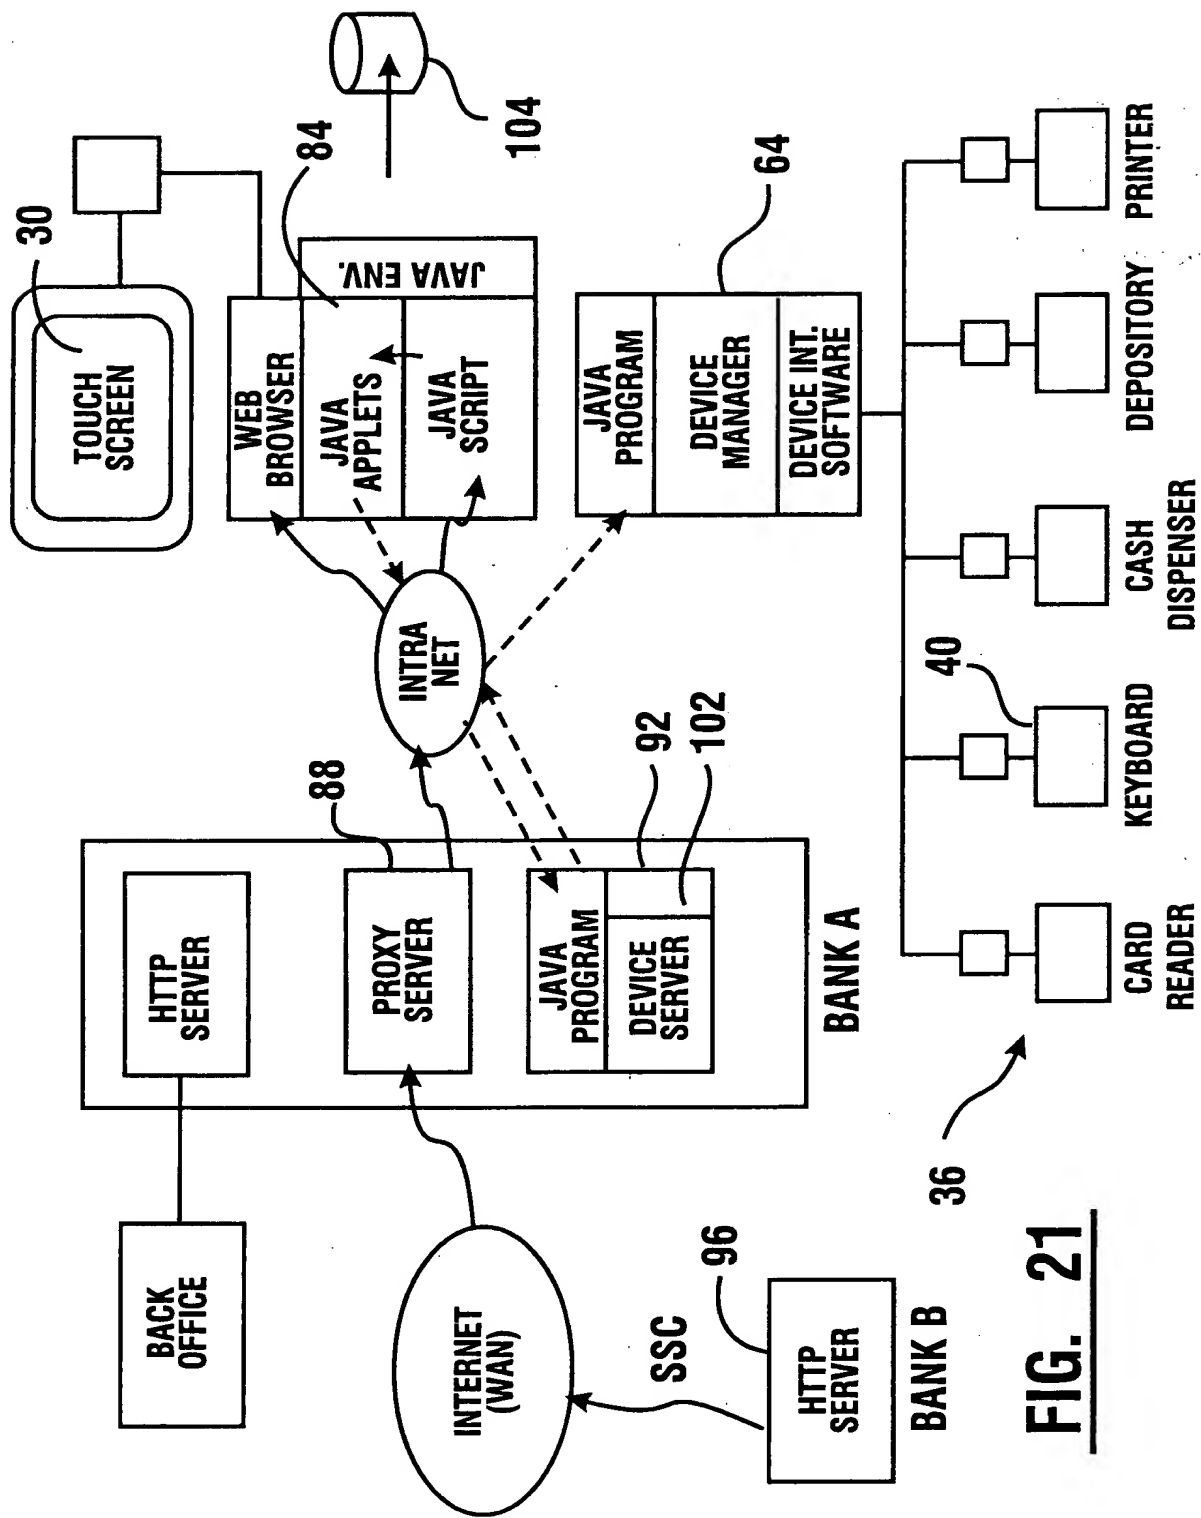 30
TOUCH
SCREEN
WEB
BROWSER
JAVA
APPLETS
JAVA
SCRIPT
JAVA ENV.
84
104
BACK
OFFICE
HTTP
SERVER
88
PROXY
SERVER
INTRA
NET
INTERNET
(WAN)
JAVA
PROGRAM
DEVICE
SERVER
92
102
BANK A
JAVA
PROGRAM
DEVICE
MANAGER
DEVICE INT.
SOFTWARE
64
SSC
96
HTTP
SERVER
BANK B
36
40
CARD
READER
KEYBOARD
CASH
DISPENSER
DEPOSITORY
PRINTER
FIG. 21